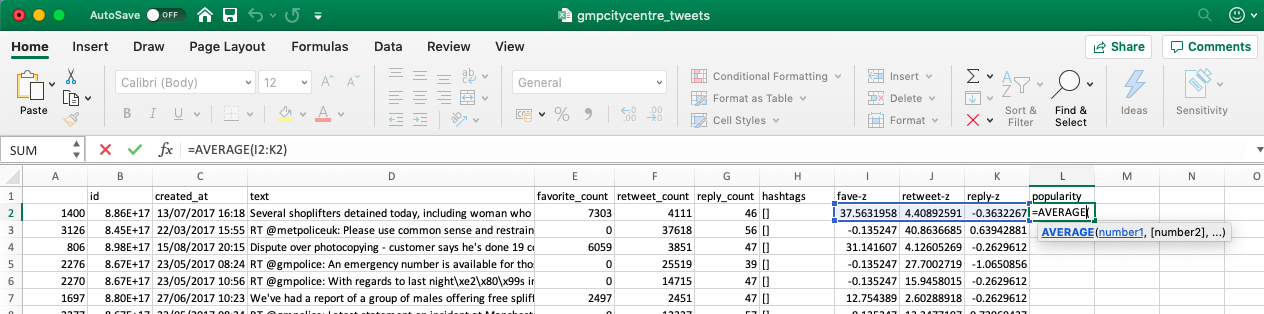 AutoSave OFF gmpcitycentre_tweets
Home Insert Draw Page Layout Formulas Data Review View Share Comments
Paste Calibri (Body) 12 A A ab General Conditional Formatting Format as Table Cell Styles Insert Delete Format Sort & Filter Find & Select Ideas Sensitivity
B I U A
SUM fx =AVERAGE(I2:K2)
A B C D E F G H I J K L M N O
1 id created_at text favorite_count retweet_count reply_count hashtags fave-z retweet-z reply-z popularity
2 1400 8.86E+17 13/07/2017 16:18 Several shoplifters detained today, including woman who 7303 4111 46 [] 37.5631958 4.40892591 -0.3632267 =AVERAGE(
3 3126 8.45E+17 22/03/2017 15:55 RT @metpoliceuk: Please use common sense and restrain 0 37618 56 [] -0.135247 40.8636685 0.63942881
AVERAGE(number1, [number2], ...)
4 806 8.98E+17 15/08/2017 20:15 Dispute over photocopying - customer says he's done 19 co 6059 3851 47 [] 31.141607 4.12605269 -0.2629612
5 2276 8.67E+17 23/05/2017 08:24 RT @gmpolice: An emergency number is available for thos 0 25519 39 [] -0.135247 27.7002719 -1.0650856
6 2270 8.67E+17 23/05/2017 10:56 RT @gmpolice: With regards to last night\xe2\x80\x99s in 0 14715 47 [] -0.135247 15.9458015 -0.2629612
7 1697 8.80E+17 27/06/2017 10:23 We've had a report of a group of males offering free spliff 2497 2451 47 [] 12.754389 2.60288918 -0.2629612